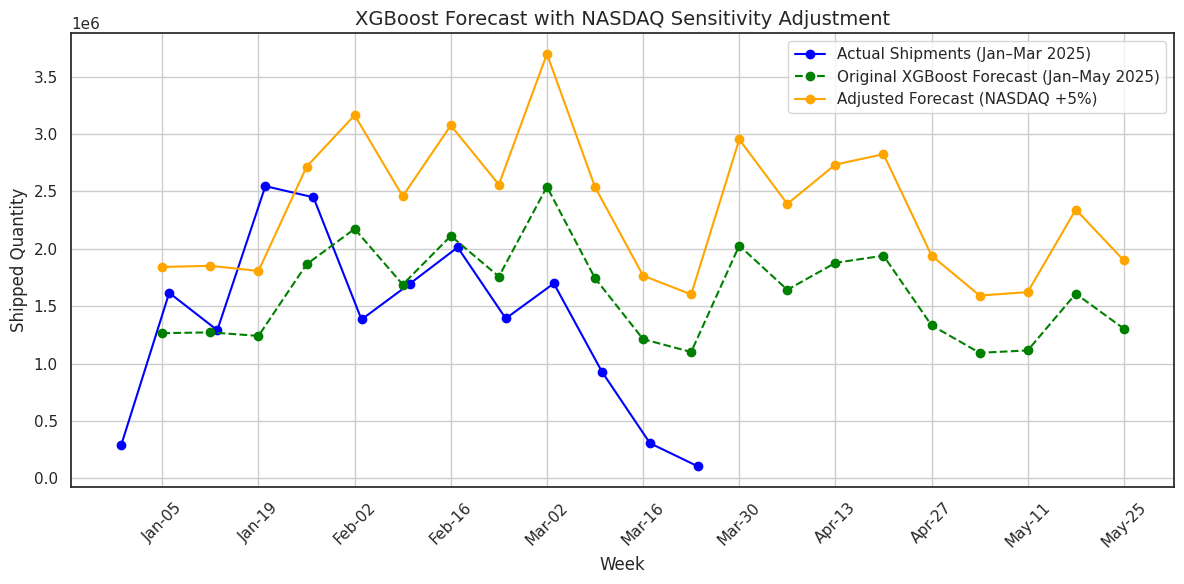 XGBoost Forecast with NASDAQ Sensitivity Adjustment
1e6
Actual Shipments (Jan–Mar 2025)
Original XGBoost Forecast (Jan–May 2025)
Adjusted Forecast (NASDAQ +5%)
3.5
3.0
2.5
2.0
1.5
1.0
0.5
0.0
Shipped Quantity
Jan-05
Jan-19
Feb-02
Feb-16
Mar-02
Mar-16
Mar-30
Apr-13
Apr-27
May-11
May-25
Week